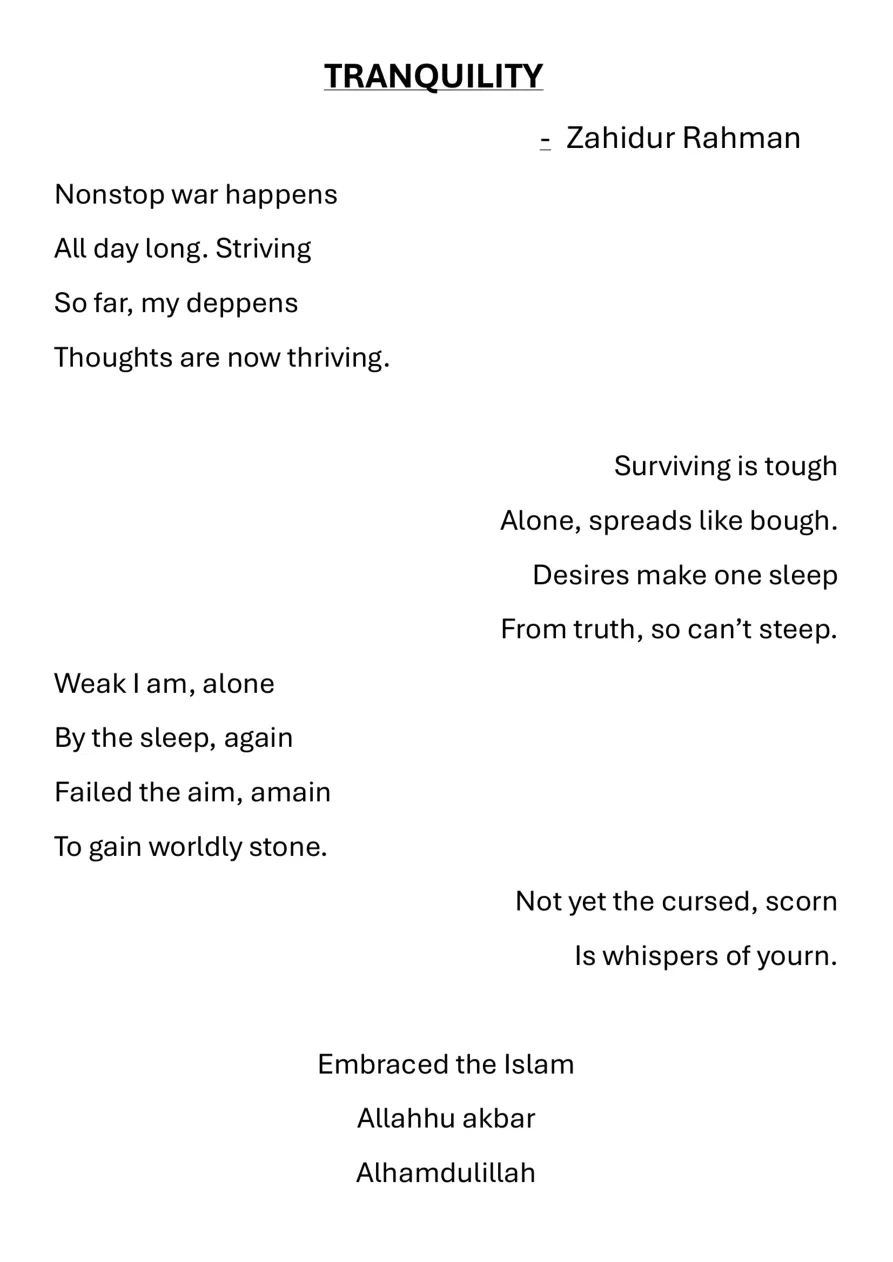 TRANQUILITY
- Zahidur Rahman
Nonstop war happens
All day long. Striving
So far, my deppens
Thoughts are now thriving.
Surviving is tough
Alone, spreads like bough.
Desires make one sleep
From truth, so can’t steep.
Weak I am, alone
By the sleep, again
Failed the aim, amain
To gain worldly stone.
Not yet the cursed, scorn
Is whispers of yourn.
Embraced the Islam
Allahhu akbar
Alhamdulillah